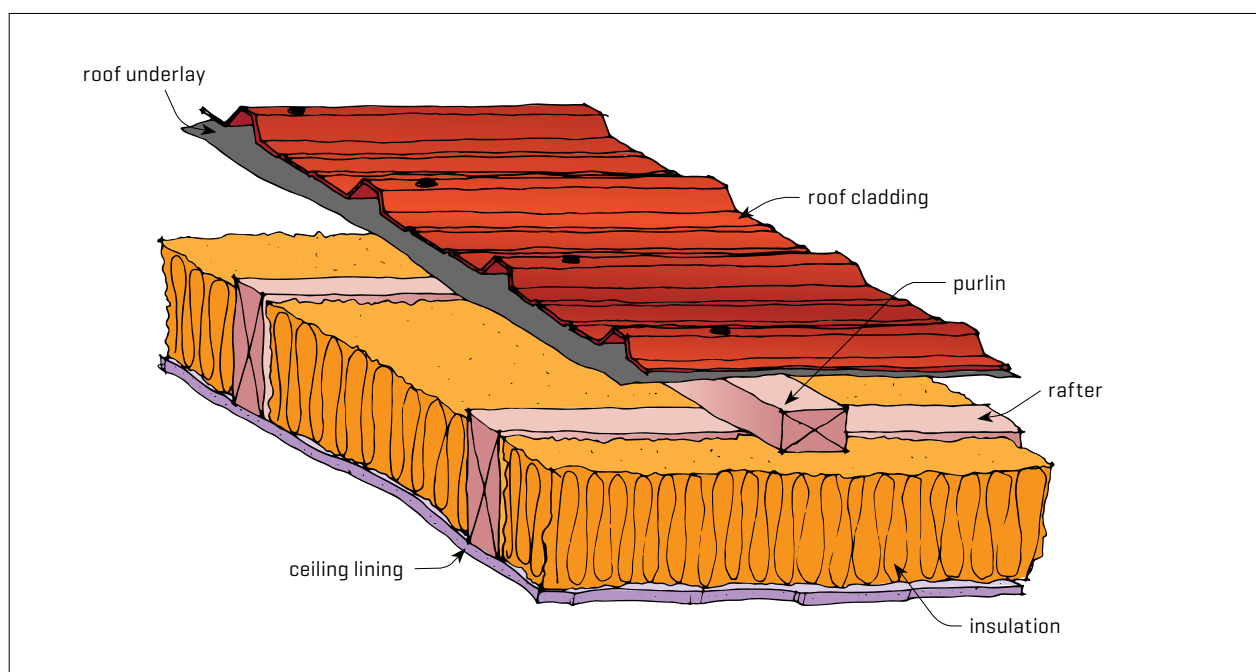 roof underlay
roof cladding
purlin
rafter
ceiling lining
insulation